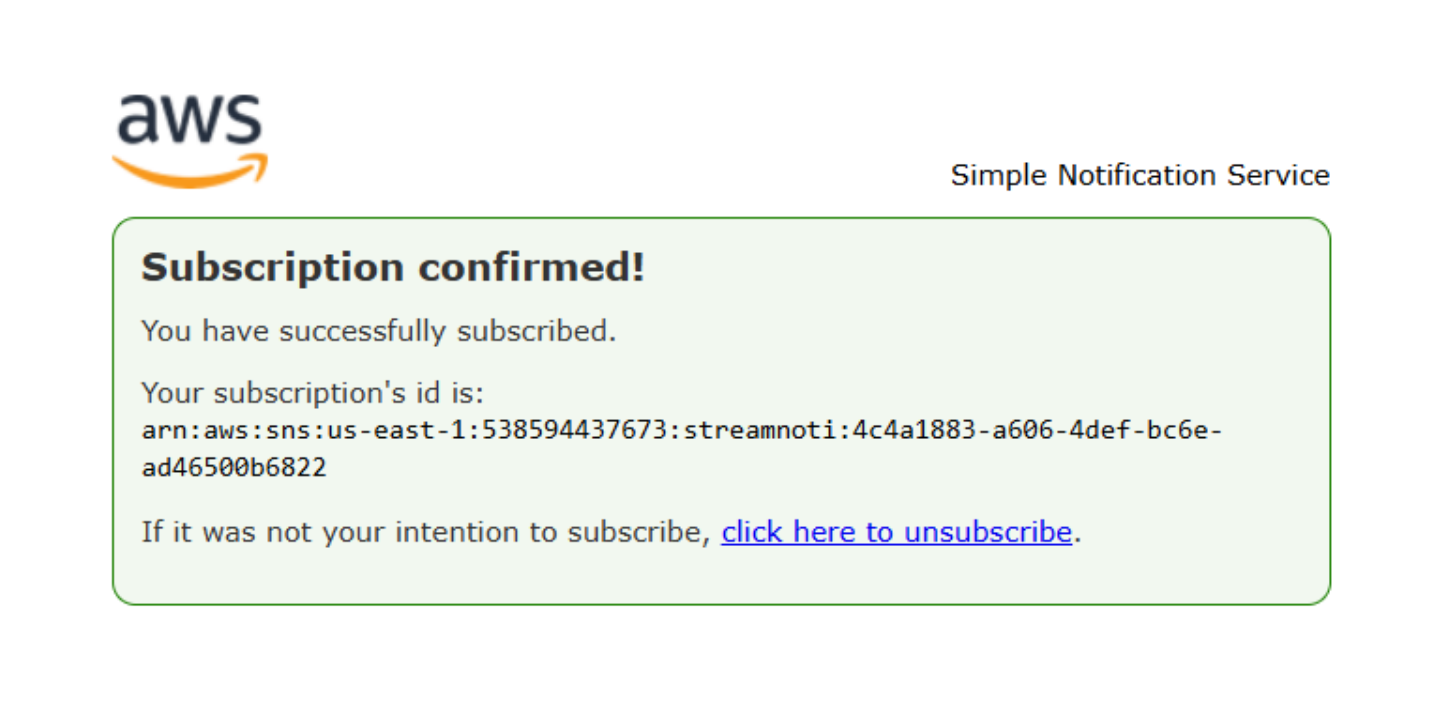 aws
Simple Notification Service
Subscription confirmed!
You have successfully subscribed.
Your subscription's id is:
arn:aws:sns:us-east-1:538594437673:streamnoti:4c4a1883-a606-4def-bc6e-
ad46500b6822
If it was not your intention to subscribe, click here to unsubscribe.